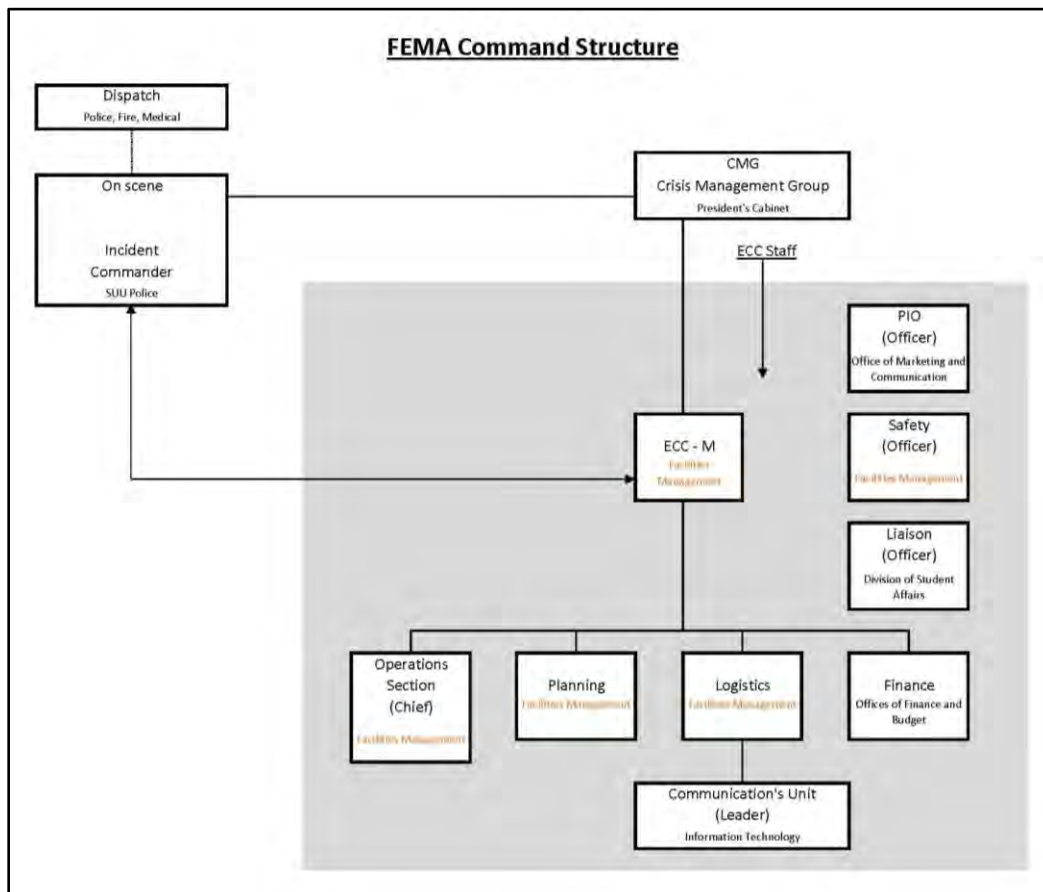 FEMA Command Structure
Dispatch
Police, Fire, Medical
On scene
Incident
Commander
SUU Police
CMG
Crisis Management Group
President's Cabinet
ECC Staff
PIO
(Officer)
Office of Marketing and
Communication
ECC - M
Facilities
Management
Safety
(Officer)
Facilities Management
Liaison
(Officer)
Division of Student
Affairs
Operations
Section
(Chief)
Facilities Management
Planning
Facilities Management
Logistics
Facilities Management
Finance
Offices of Finance and
Budget
Communication's Unit
(Leader)
Information Technology